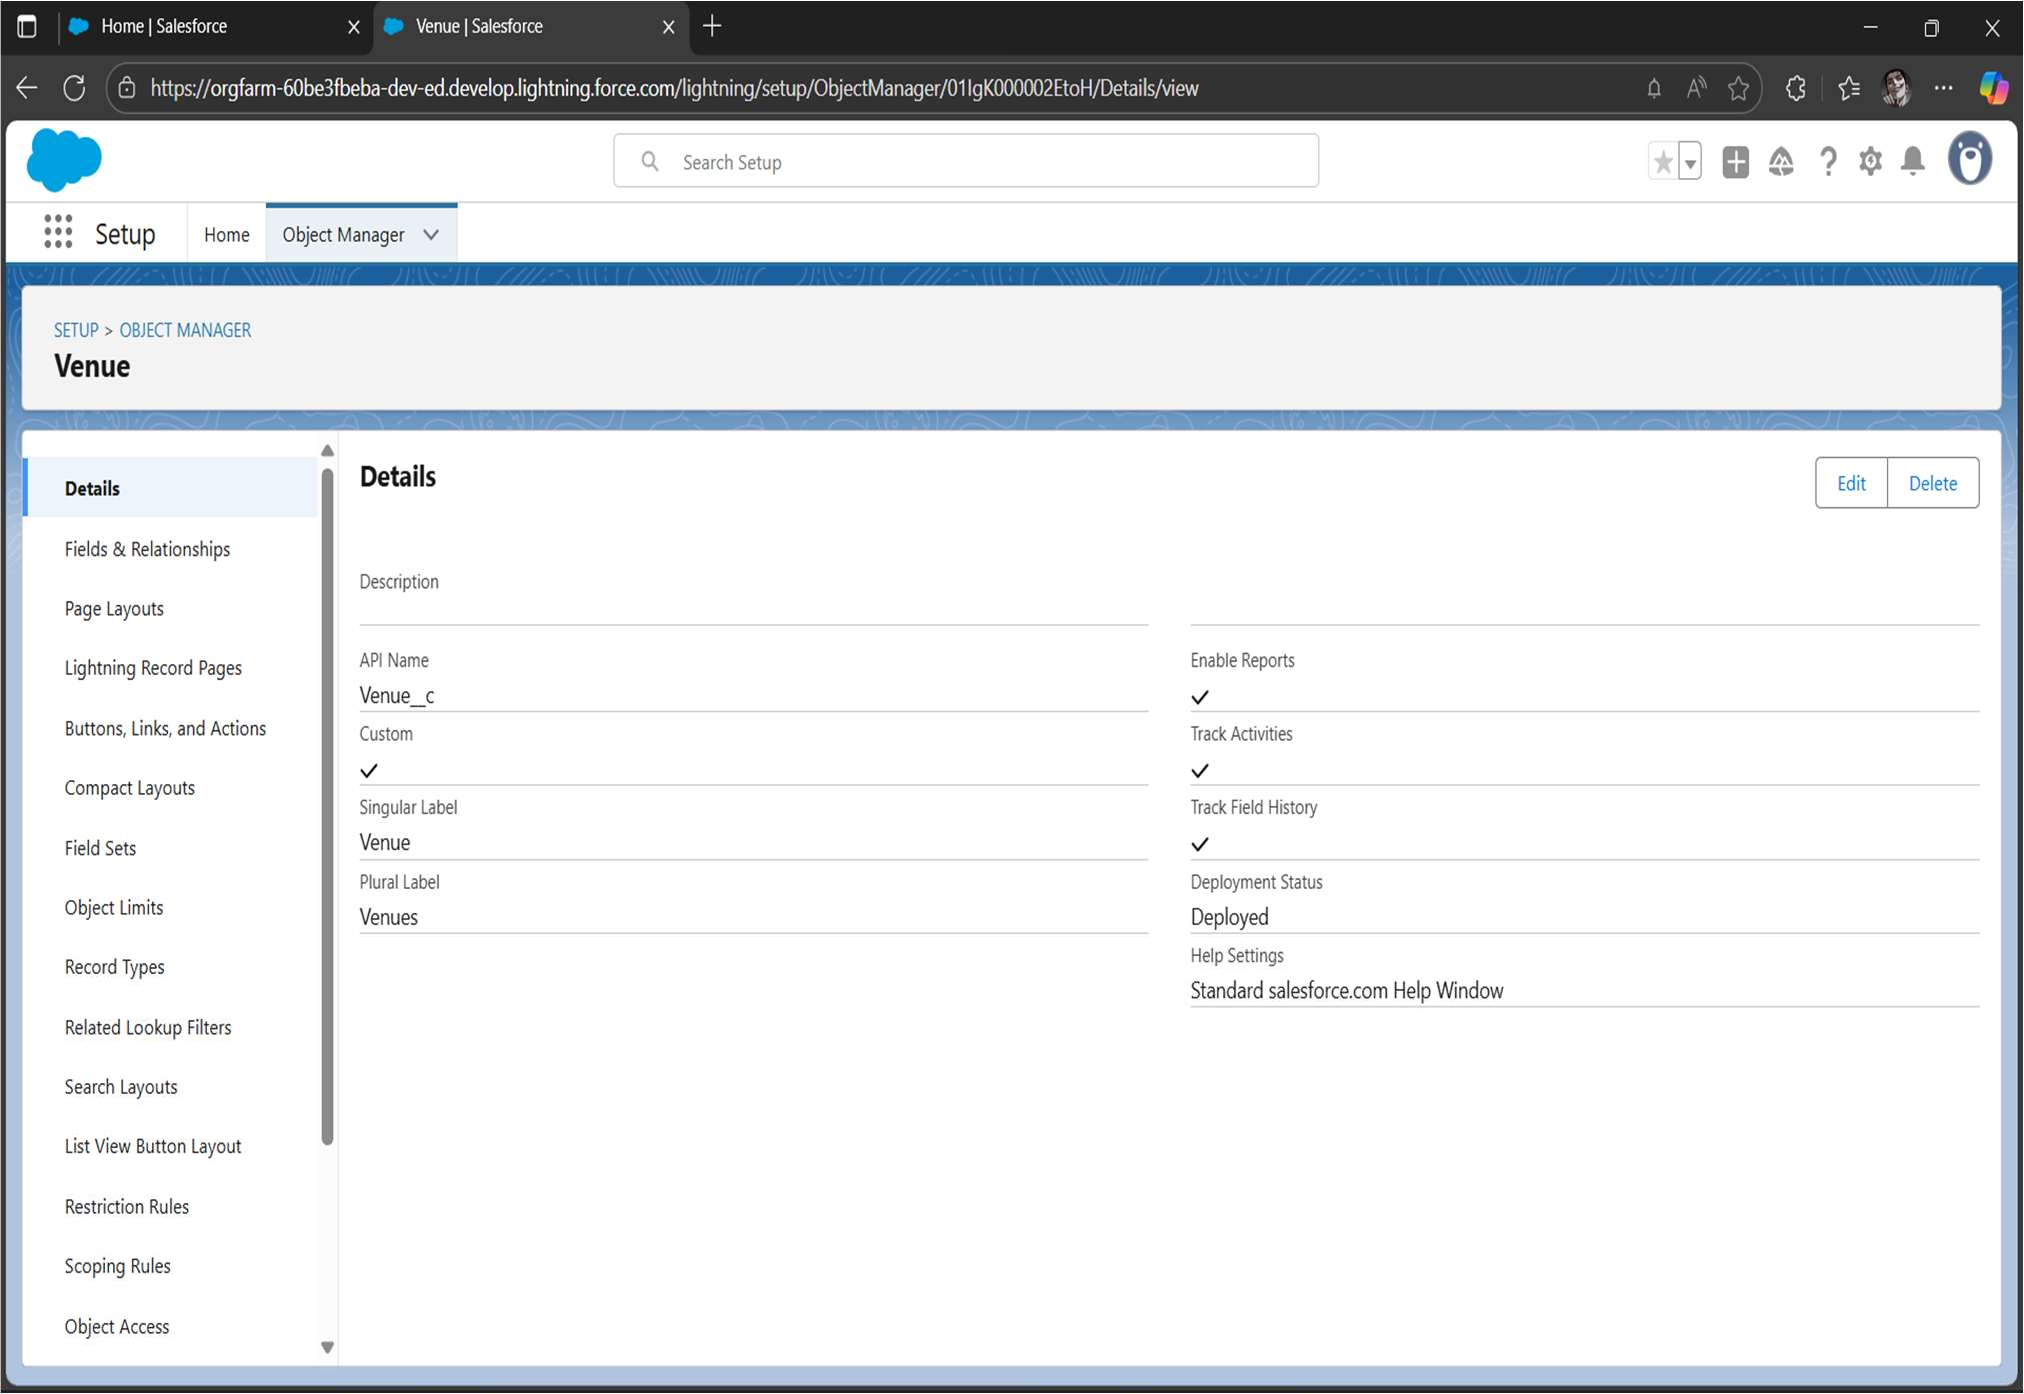 Home | Salesforce
Venue | Salesforce
https://orgfarm-60be3fbeba-dev-ed.develop.lightning.force.com/lightning/setup/ObjectManager/01IgK000002EtoH/Details/view
Search Setup
Setup
Home
Object Manager
SETUP > OBJECT MANAGER
Venue
Details
Fields & Relationships
Page Layouts
Lightning Record Pages
Buttons, Links, and Actions
Compact Layouts
Field Sets
Object Limits
Record Types
Related Lookup Filters
Search Layouts
List View Button Layout
Restriction Rules
Scoping Rules
Object Access
Details
Edit
Delete
Description
API Name
Venue__c
Custom
Singular Label
Venue
Plural Label
Venues
Enable Reports
Track Activities
Track Field History
Deployment Status
Deployed
Help Settings
Standard salesforce.com Help Window